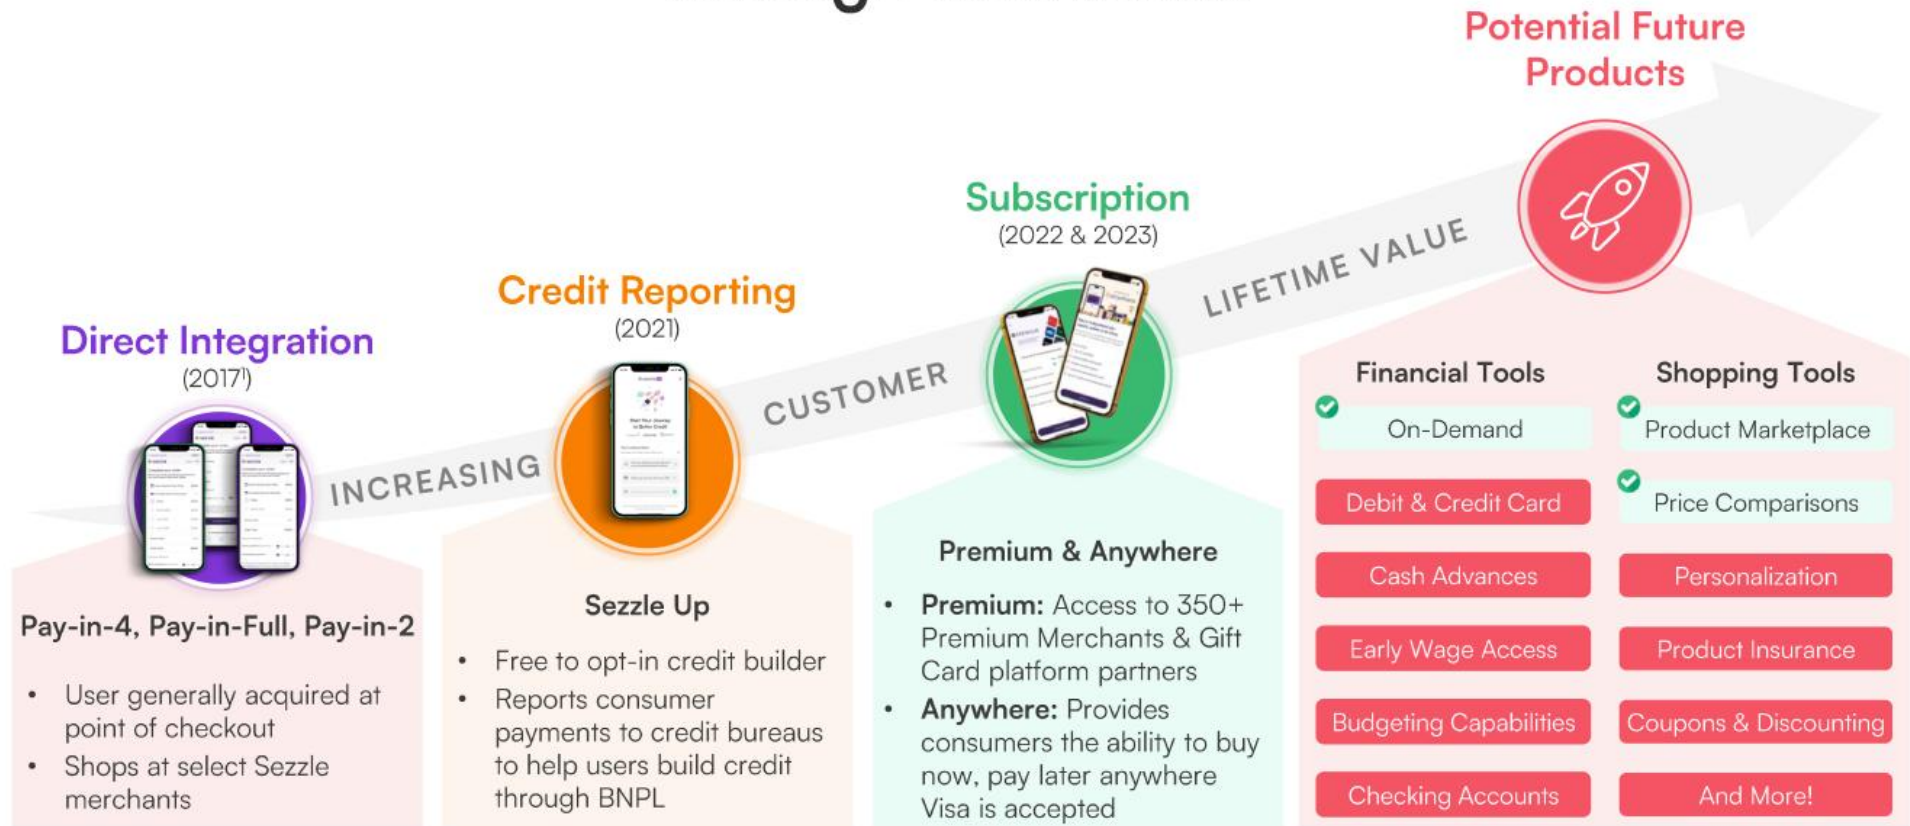 Potential Future
Products
Subscription
(2022 & 2023)
Credit Reporting
(2021)
Direct Integration
(2017¹)
INCREASING
CUSTOMER
LIFETIME VALUE
Pay-in-4, Pay-in-Full, Pay-in-2
• User generally acquired at
point of checkout
• Shops at select Sezzle
merchants
Sezzle Up
• Free to opt-in credit builder
• Reports consumer
payments to credit bureaus
to help users build credit
through BNPL
Premium & Anywhere
• Premium: Access to 350+
Premium Merchants & Gift
Card platform partners
• Anywhere: Provides
consumers the ability to buy
now, pay later anywhere
Visa is accepted
Financial Tools
On-Demand
Debit & Credit Card
Cash Advances
Early Wage Access
Budgeting Capabilities
Checking Accounts
Shopping Tools
Product Marketplace
Price Comparisons
Personalization
Product Insurance
Coupons & Discounting
And More!